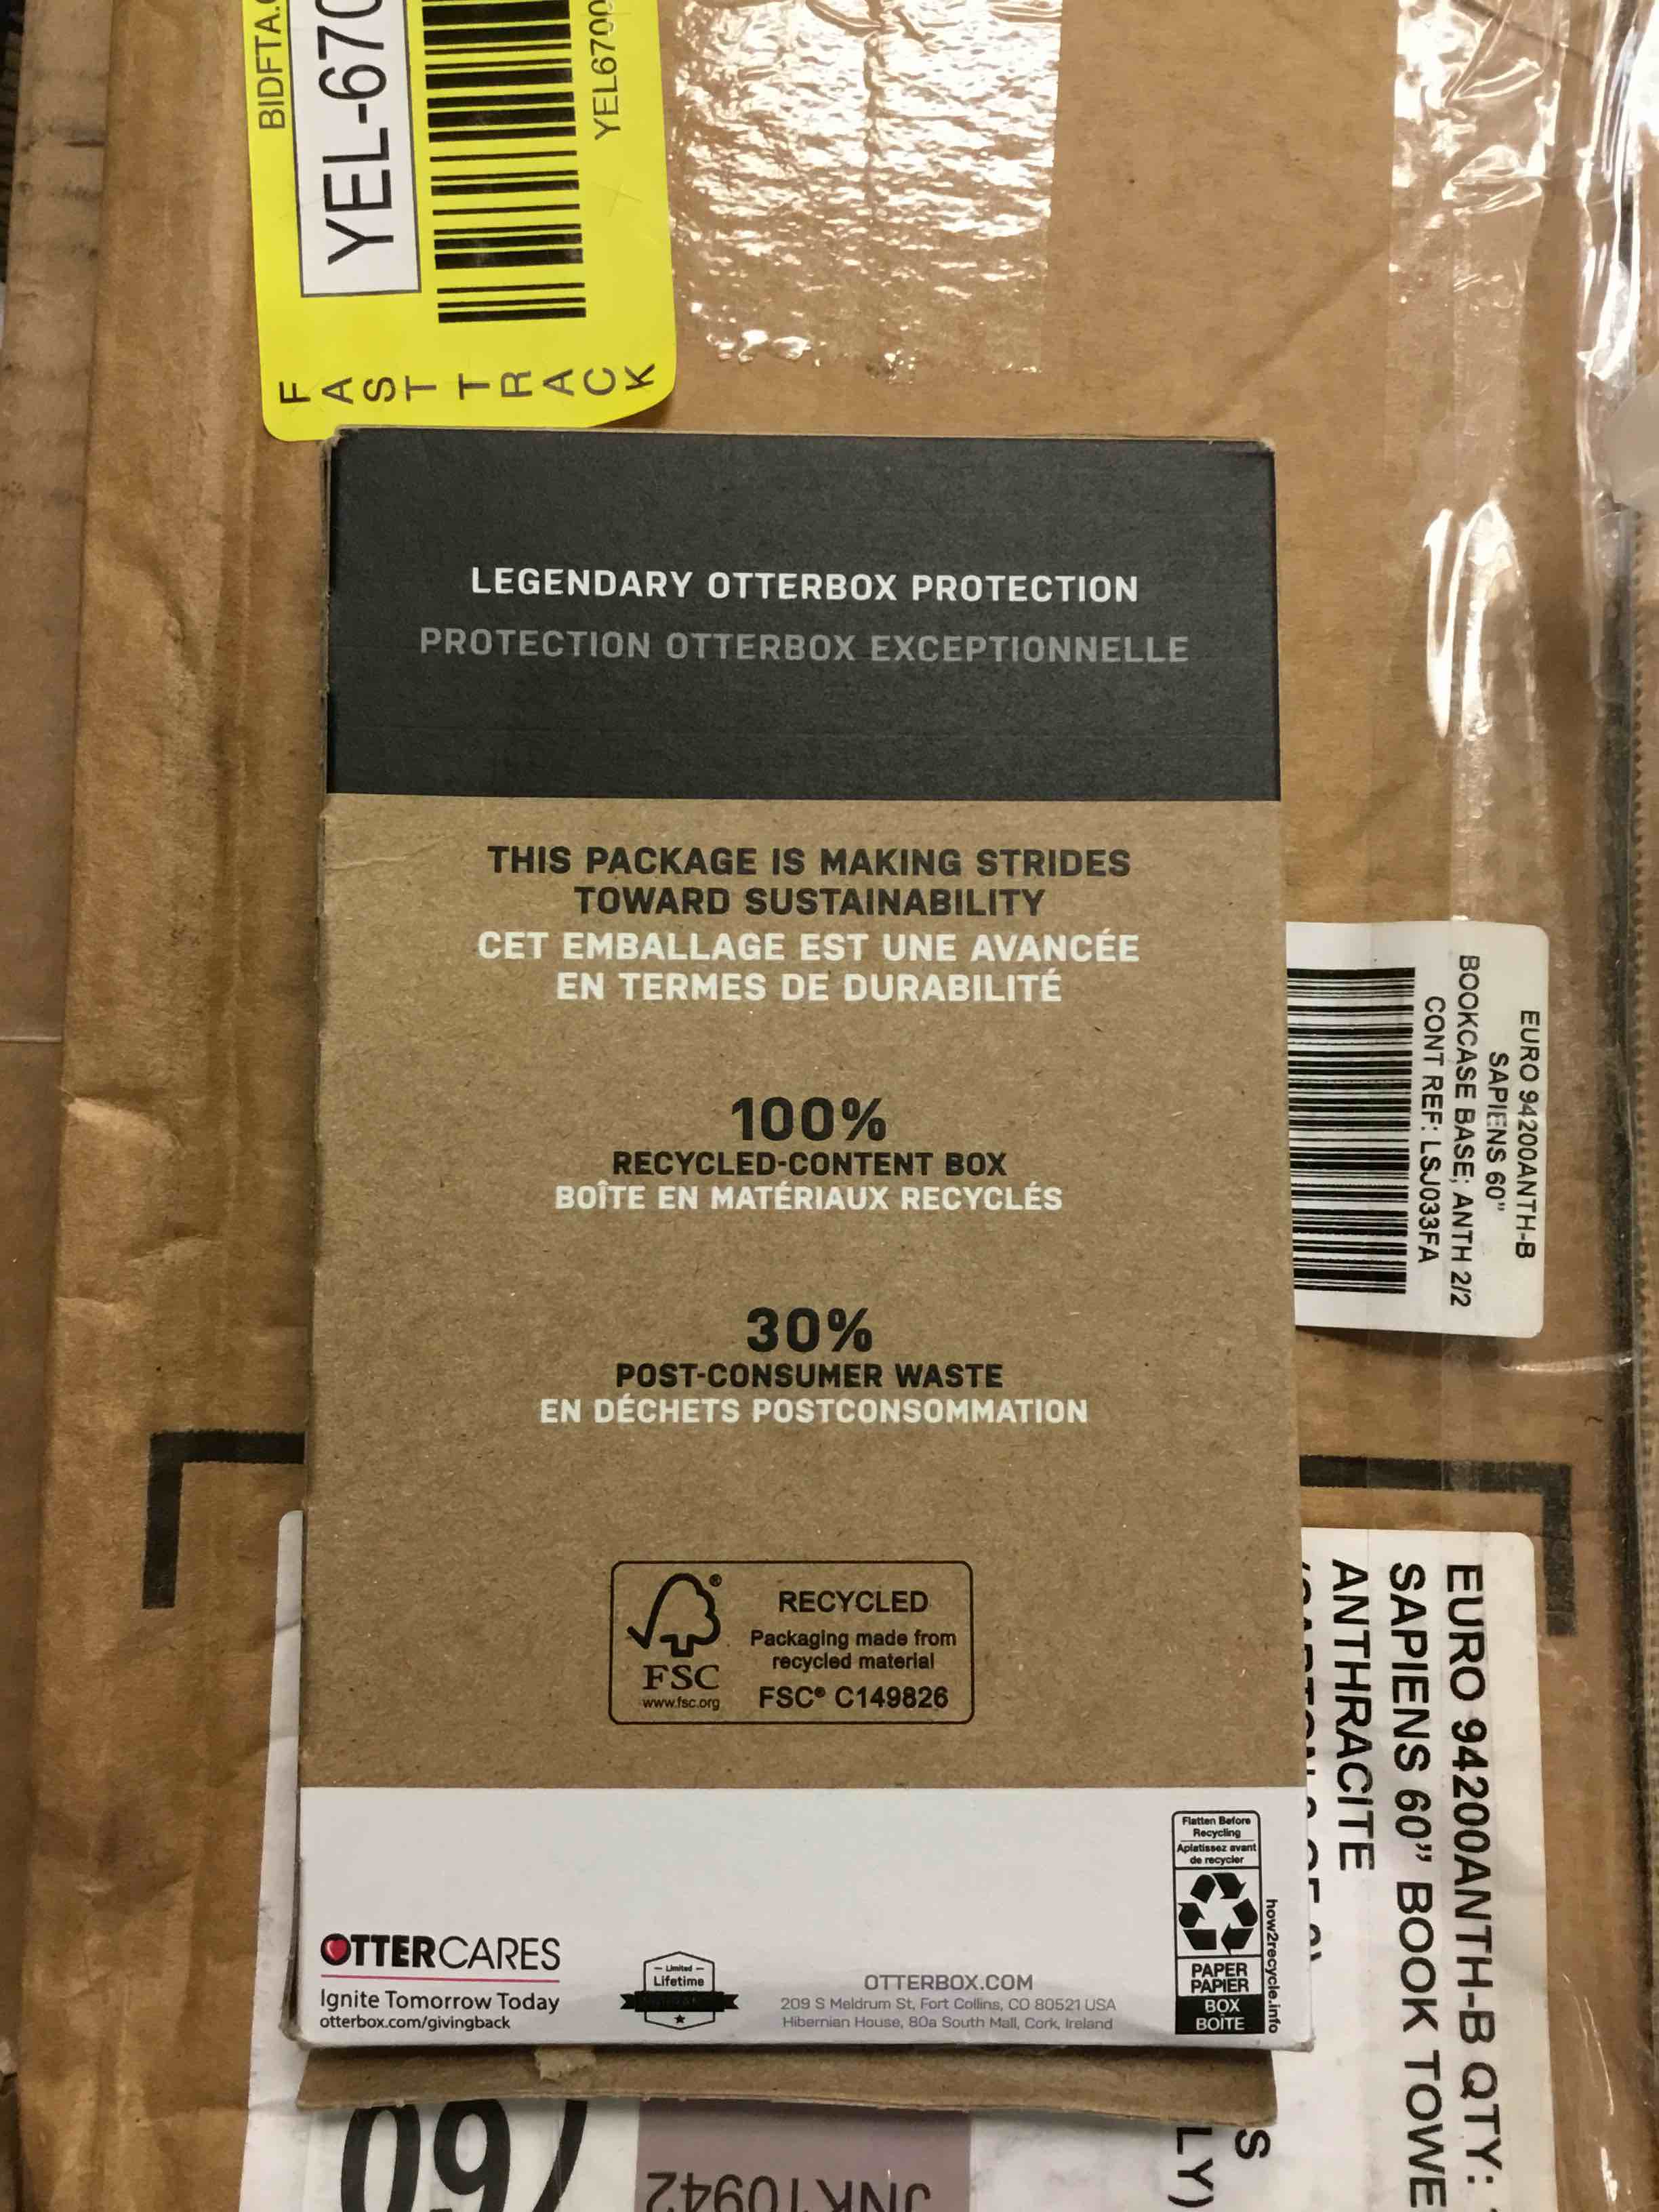 BIDFTA.
YEL-670
YEL670
FAST TRACK
LEGENDARY OTTERBOX PROTECTION
PROTECTION OTTERBOX EXCEPTIONNELLE
THIS PACKAGE IS MAKING STRIDES
TOWARD SUSTAINABILITY
CET EMBALLAGE EST UNE AVANCÉE
EN TERMES DE DURABILITÉ
100%
RECYCLED-CONTENT BOX
BOÎTE EN MATÉRIAUX RECYCLÉS
30%
POST-CONSUMER WASTE
EN DÉCHETS POSTCONSOMMATION
FSC
www.fsc.org
RECYCLED
Packaging made from
recycled material
FSC® C149826
OTTERCARES
Ignite Tomorrow Today
otterbox.com/givingback
Limited
Lifetime
OTTERBOX.COM
209 S Meldrum St, Fort Collins, CO 80521 USA
Hibernian House, 80a South Mall, Cork, Ireland
Flatten Before
Recycling
Aplatissez avant
de recycler
PAPER
PAPIER
BOX
BOÎTE
how2recycle.info
EURO 94200ANTH-B
SAPIENS 60"
BOOKCASE BASE; ANTH 2/2
CONT REF: LSJ033FA
EURO 94200ANTH-B QTY:
SAPIENS 60" BOOK TOWE
ANTHRACITE
S
LY)
JNK10942